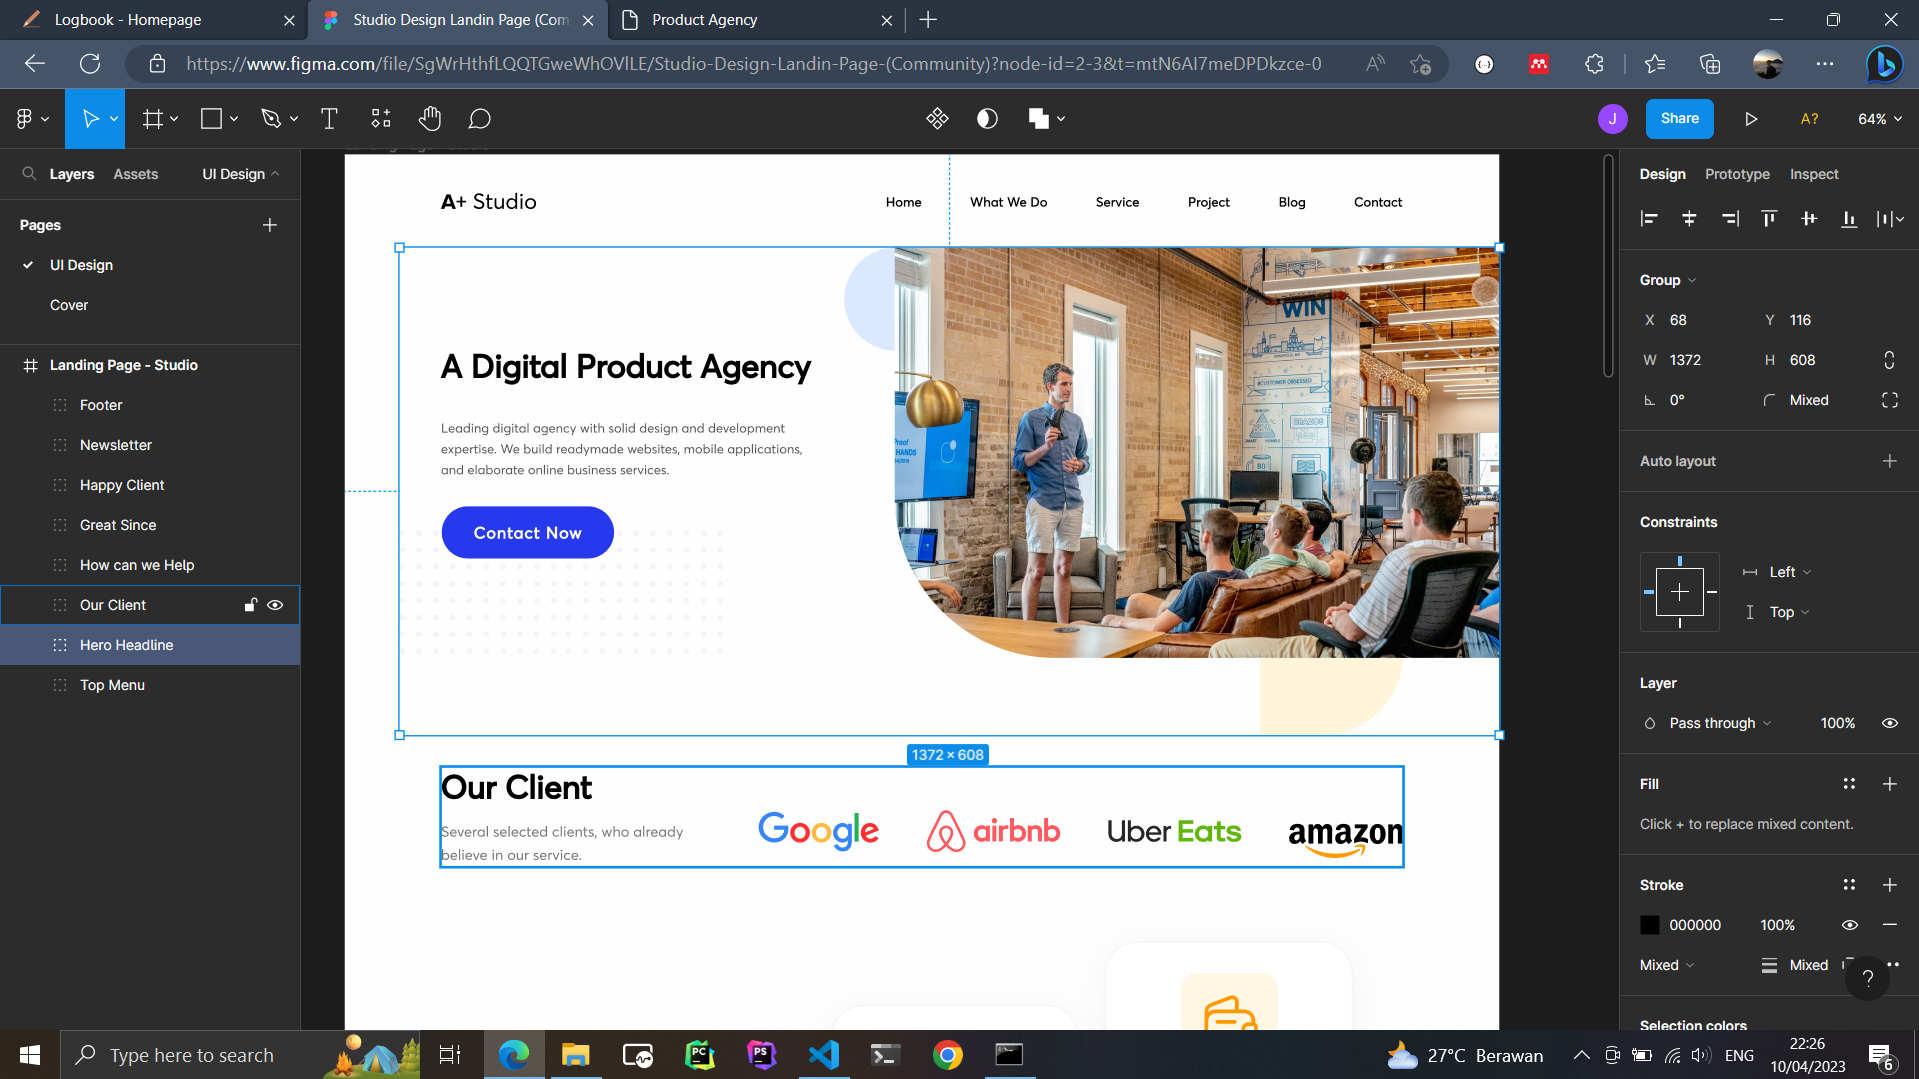 Logbook - Homepage
Studio Design Landin Page (Com
Product Agency
https://www.figma.com/file/SgWrHthfLQQTGweWhOVlLE/Studio-Design-Landin-Page-(Community)?node-id=2-3&t=mtN6AI7meDPDkzce-0
J
Share
A?
64%
Layers
Assets
UI Design
Pages
UI Design
Cover
Landing Page - Studio
Footer
Newsletter
Happy Client
Great Since
How can we Help
Our Client
Hero Headline
Top Menu
A+ Studio
Home
What We Do
Service
Project
Blog
Contact
A Digital Product Agency
Leading digital agency with solid design and development
expertise. We build readymade websites, mobile applications,
and elaborate online business services.
Contact Now
WIN
#CUSTOMER OBSESSED
HANDS
1372 × 608
Our Client
Several selected clients, who already
believe in our service.
Google
airbnb
Uber Eats
amazon
Design
Prototype
Inspect
Group
X 68
Y 116
W 1372
H 608
0°
Mixed
Auto layout
Constraints
Left
Top
Layer
Pass through
100%
Fill
Click + to replace mixed content.
Stroke
000000
100%
Mixed
Mixed
?
Selection colors
Type here to search
PC
PS
27°C Berawan
ENG
22:26
10/04/2023
6